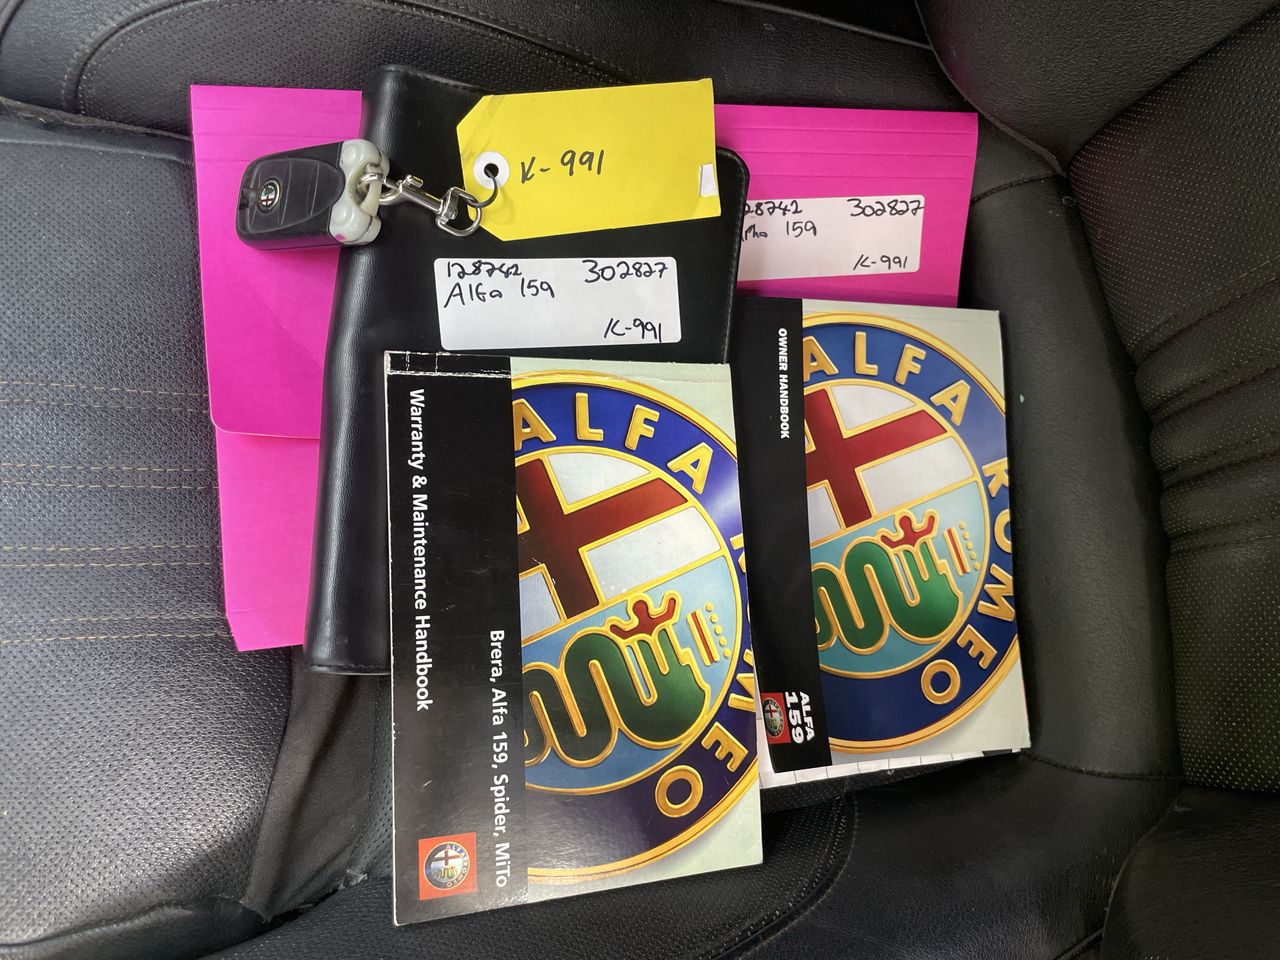 K-991
128742 302827
Alfa 159
K-991
28742 302827
159
K-991
Warranty & Maintenance Handbook
Brera, Alfa 159, Spider, MiTo
ALFA ROMEO
OWNER HANDBOOK
ALFA
159
ALFA ROMEO